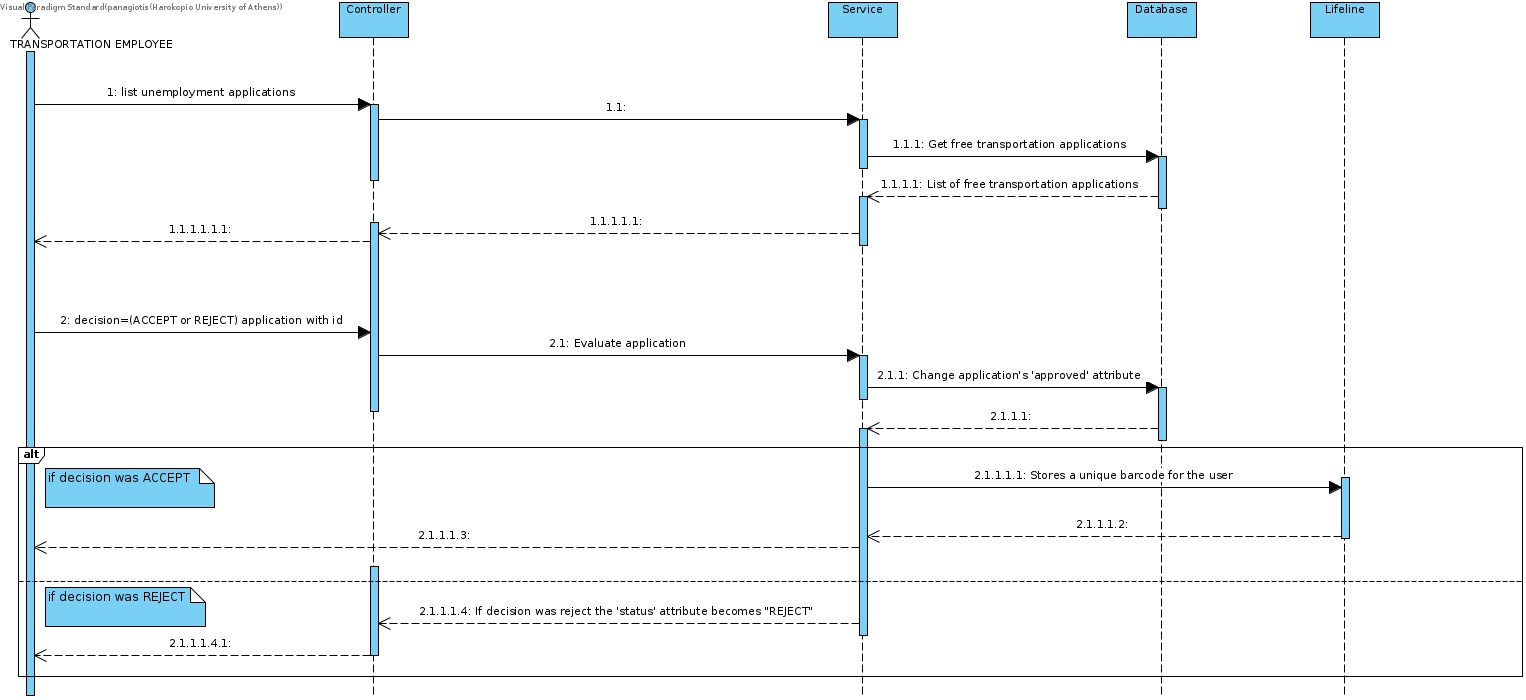 Visual Paradigm Standard(panagiotis(Harokopio University of Athens))
Controller
Service
Database
Lifeline
TRANSPORTATION EMPLOYEE
1: list unemployment applications
1.1:
1.1.1: Get free transportation applications
1.1.1.1: List of free transportation applications
1.1.1.1.1:
1.1.1.1.1.1:
2: decision=(ACCEPT or REJECT) application with id
2.1: Evaluate application
2.1.1: Change application's 'approved' attribute
2.1.1.1:
alt
if decision was ACCEPT
2.1.1.1.1: Stores a unique barcode for the user
2.1.1.1.2:
2.1.1.1.3:
if decision was REJECT
2.1.1.1.4: If decision was reject the 'status' attribute becomes "REJECT"
2.1.1.1.4.1: